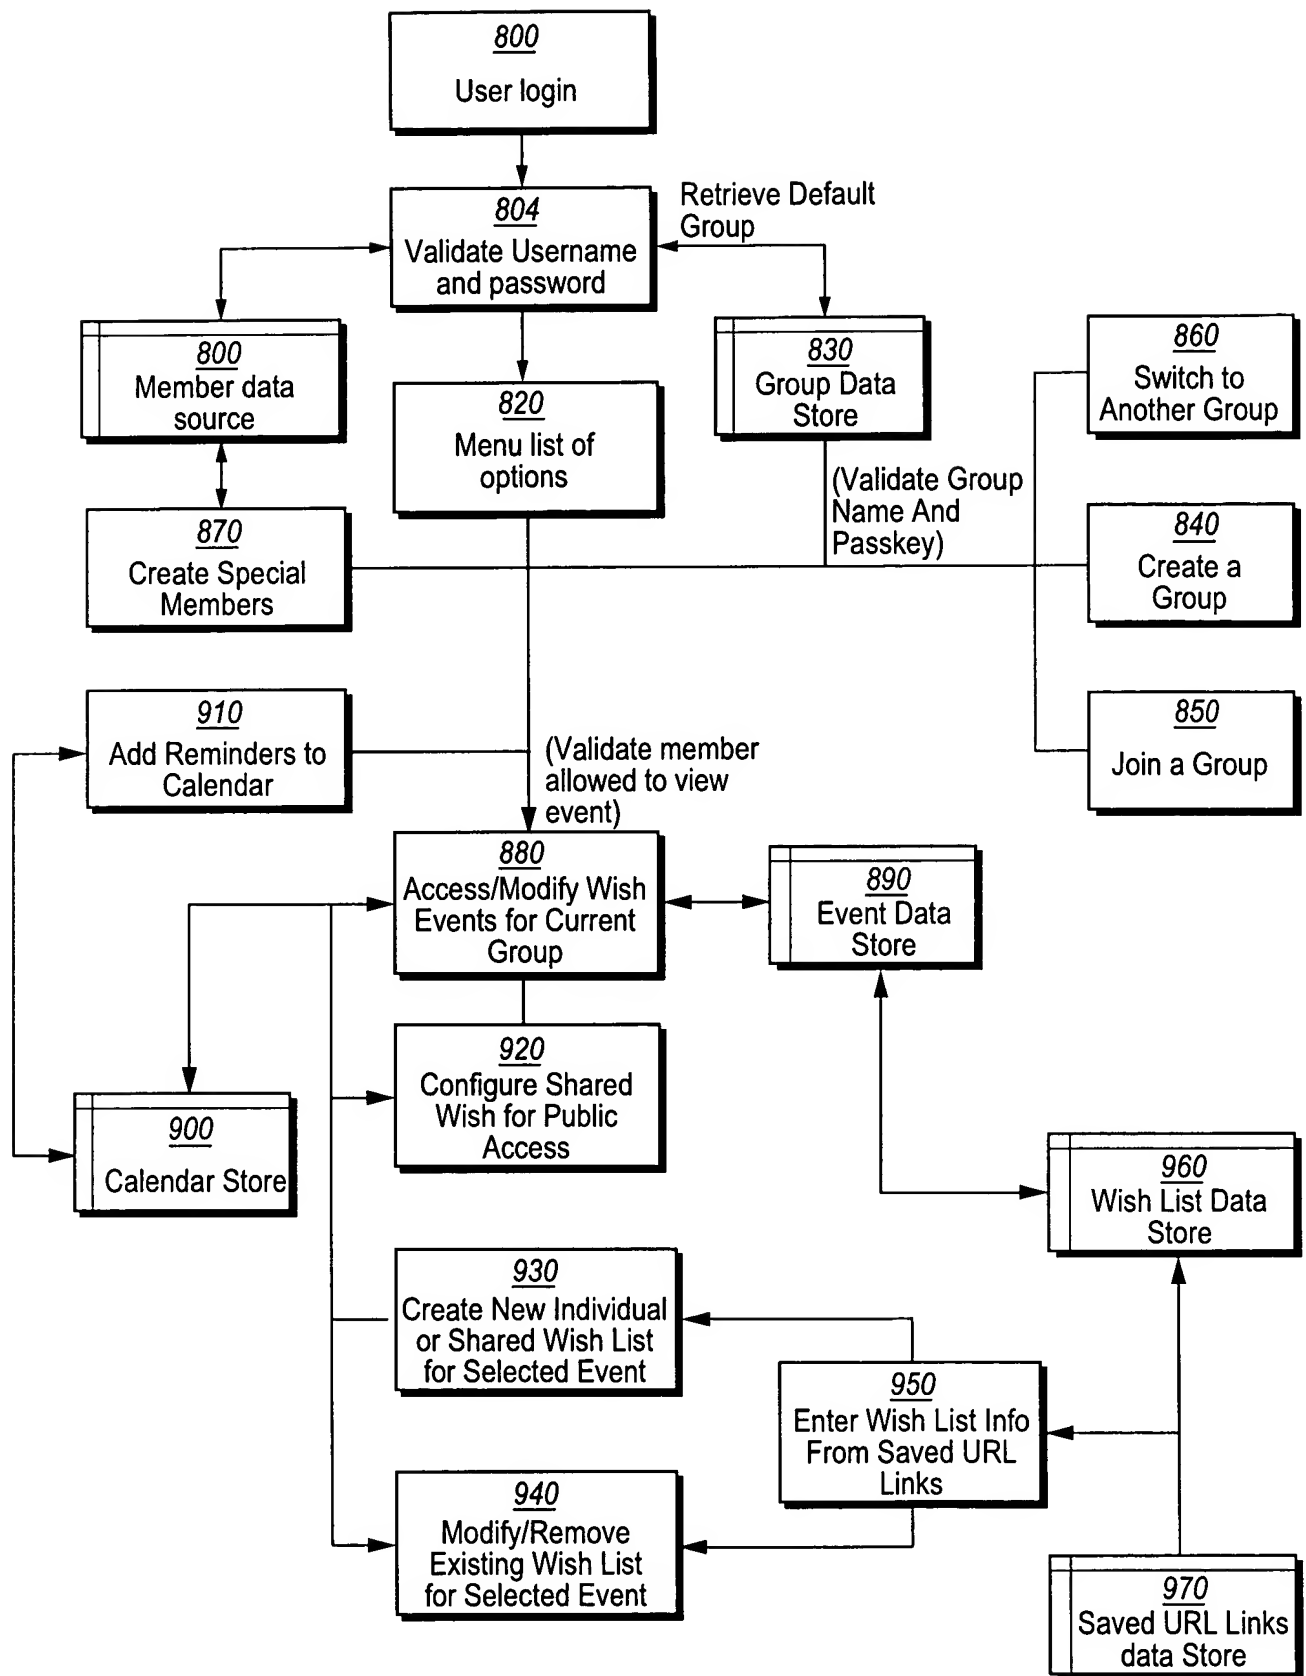 800
User login
804
Validate Username
and password
Retrieve Default
Group
800
Member data
source
820
Menu list of
options
830
Group Data
Store
860
Switch to
Another Group
(Validate Group
Name And
Passkey)
870
Create Special
Members
840
Create a
Group
910
Add Reminders to
Calendar
(Validate member
allowed to view
event)
850
Join a Group
880
Access/Modify Wish
Events for Current
Group
890
Event Data
Store
920
Configure Shared
Wish for Public
Access
900
Calendar Store
960
Wish List Data
Store
930
Create New Individual
or Shared Wish List
for Selected Event
950
Enter Wish List Info
From Saved URL
Links
940
Modify/Remove
Existing Wish List
for Selected Event
970
Saved URL Links
data Store